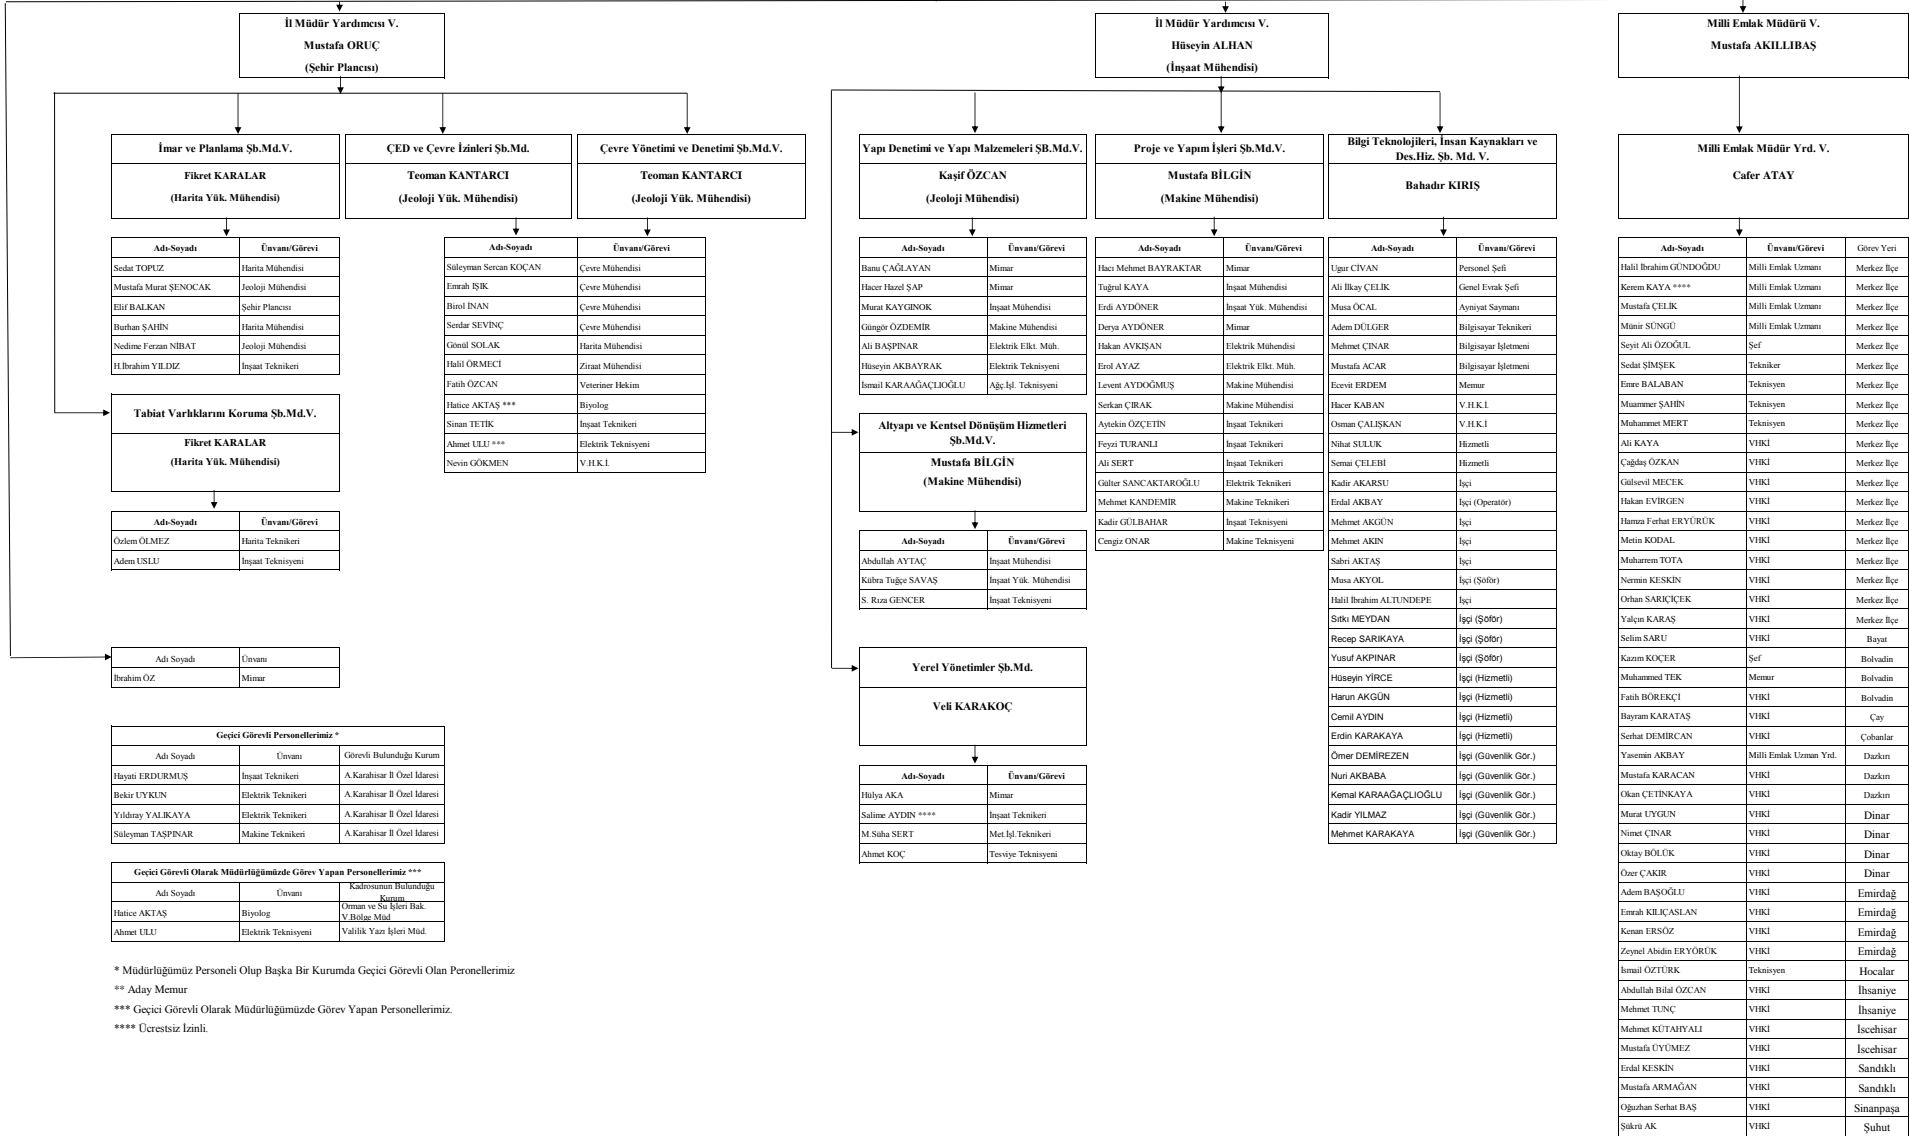 İl Müdür Yardımcısı V.
Mustafa ORUÇ
(Şehir Plancısı)
İl Müdür Yardımcısı V.
Hüseyin ALHAN
(İnşaat Mühendisi)
Milli Emlak Müdürü V.
Mustafa AKILLIBAŞ
İmar ve Planlama Şb.Md.V.
Fikret KARALAR
(Harita Yük. Mühendisi)
ÇED ve Çevre İzinleri Şb.Md.
Teoman KANTARCI
(Jeoloji Yük. Mühendisi)
Çevre Yönetimi ve Denetimi Şb.Md.V.
Teoman KANTARCI
(Jeoloji Yük. Mühendisi)
Yapı Denetimi ve Yapı Malzemeleri ŞB.Md.V.
Kaşif ÖZCAN
(Jeoloji Mühendisi)
Proje ve Yapım İşleri Şb.Md.V.
Mustafa BİLGİN
(Makine Mühendisi)
Bilgi Teknolojileri, İnsan Kaynakları ve
Des.Hiz. Şb. Md. V.
Bahadır KIRIŞ
Milli Emlak Müdür Yrd. V.
Cafer ATAY
Adı-Soyadı Ünvanı/Görevi
Sedat TOPUZ Harita Mühendisi
Mustafa Murat ŞENOCAK Jeoloji Mühendisi
Elif BALKAN Şehir Plancısı
Burhan ŞAHİN Harita Mühendisi
Nedime Ferzan NİBAT Jeoloji Mühendisi
H.İbrahim YILDIZ İnşaat Teknikeri
Tabiat Varlıklarını Koruma Şb.Md.V.
Fikret KARALAR
(Harita Yük. Mühendisi)
Adı-Soyadı Ünvanı/Görevi
Özlem ÖLMEZ Harita Teknikeri
Adem USLU İnşaat Teknisyeni
Adı Soyadı Ünvanı
İbrahim ÖZ Mimar
Geçici Görevli Personellerimiz *
Adı Soyadı Ünvanı Görevli Bulunduğu Kurum
Hayati ERDURMUŞ İnşaat Teknikeri A.Karahisar İl Özel İdaresi
Bekir UYKUN Elektrik Teknikeri A.Karahisar İl Özel İdaresi
Yıldıray YALIKAYA Elektrik Teknikeri A.Karahisar İl Özel İdaresi
Süleyman TAŞPINAR Makine Teknikeri A.Karahisar İl Özel İdaresi
Geçici Görevli Olarak Müdürlüğümüzde Görev Yapan Personellerimiz ***
Adı Soyadı Ünvanı Kadrosunun Bulunduğu
Kurum
Hatice AKTAŞ Biyolog Orman ve Su İşleri Bak.
V.Bölge Müd
Ahmet ULU Elektrik Teknisyeni Valilik Yazı İşleri Müd.
* Müdürlüğümüz Personeli Olup Başka Bir Kurumda Geçici Görevli Olan Peronellerimiz
** Aday Memur
*** Geçici Görevli Olarak Müdürlüğümüzde Görev Yapan Personellerimiz.
**** Ücrestsiz İzinli.
Adı-Soyadı Ünvanı/Görevi
Süleyman Sercan KOÇAN Çevre Mühendisi
Emrah IŞIK Çevre Mühendisi
Birol İNAN Çevre Mühendisi
Serdar SEVİNÇ Çevre Mühendisi
Gönül SOLAK Harita Mühendisi
Halil ÖRMECİ Ziraat Mühendisi
Fatih ÖZCAN Veteriner Hekim
Hatice AKTAŞ *** Biyolog
Sinan TETİK İnşaat Teknikeri
Ahmet ULU *** Elektrik Teknisyeni
Nevin GÖKMEN V.H.K.İ.
Adı-Soyadı Ünvanı/Görevi
Banu ÇAĞLAYAN Mimar
Hacer Hazel ŞAP Mimar
Murat KAYGINOK İnşaat Mühendisi
Güngör ÖZDEMİR Makine Mühendisi
Ali BAŞPINAR Elektrik Elkt. Müh.
Hüseyin AKBAYRAK Elektrik Teknisyeni
İsmail KARAAĞAÇLIOĞLU Ağç.İşl. Teknisyeni
Altyapı ve Kentsel Dönüşüm Hizmetleri
Şb.Md.V.
Mustafa BİLGİN
(Makine Mühendisi)
Adı-Soyadı Ünvanı/Görevi
Abdullah AYTAÇ İnşaat Mühendisi
Kübra Tuğçe SAVAŞ İnşaat Yük. Mühendisi
S. Rıza GENCER İnşaat Teknisyeni
Yerel Yönetimler Şb.Md.
Veli KARAKOÇ
Adı-Soyadı Ünvanı/Görevi
Hülya AKA Mimar
Salime AYDIN **** İnşaat Teknikeri
M.Süha SERT Met.İşl.Teknikeri
Ahmet KOÇ Tesviye Teknisyeni
Adı-Soyadı Ünvanı/Görevi
Hacı Mehmet BAYRAKTAR Mimar
Tuğrul KAYA İnşaat Mühendisi
Erdi AYDÖNER İnşaat Yük. Mühendisi
Derya AYDÖNER Mimar
Hakan AVKIŞAN Elektrik Mühendisi
Erol AYAZ Elektrik Elkt. Müh.
Levent AYDOĞMUŞ Makine Mühendisi
Serkan ÇIRAK Makine Mühendisi
Aytekin ÖZÇETİN İnşaat Teknikeri
Feyzi TURANLI İnşaat Teknikeri
Ali SERT İnşaat Teknikeri
Gülter SANCAKTAROĞLU Elektrik Teknikeri
Mehmet KANDEMİR Makine Teknikeri
Kadir GÜLBAHAR İnşaat Teknisyeni
Cengiz ONAR Makine Teknisyeni
Adı-Soyadı Ünvanı/Görevi
Ugur CİVAN Personel Şefi
Ali İlkay ÇELİK Genel Evrak Şefi
Musa ÖCAL Ayniyat Saymanı
Adem DÜLGER Bilgisayar Teknikeri
Mehmet ÇINAR Bilgisayar İşletmeni
Mustafa ACAR Bilgisayar İşletmeni
Ecevit ERDEM Memur
Hacer KABAN V.H.K.İ.
Osman ÇALIŞKAN V.H.K.İ
Nihat SULUK Hizmetli
Semai ÇELEBİ Hizmetli
Kadir AKARSU İşçi
Erdal AKBAY İşçi (Operatör)
Mehmet AKGÜN İşçi
Mehmet AKIN İşçi
Sabri AKTAŞ İşçi
Musa AKYOL İşçi (Şöför)
Halil İbrahim ALTUNDEPE İşçi
Sıtkı MEYDAN İşçi (Şöför)
Recep SARIKAYA İşçi (Şöför)
Yusuf AKPINAR İşçi (Şöför)
Hüseyin YİRCE İşçi (Hizmetli)
Harun AKGÜN İşçi (Hizmetli)
Cemil AYDIN İşçi (Hizmetli)
Erdin KARAKAYA İşçi (Hizmetli)
Ömer DEMİREZEN İşçi (Güvenlik Gör.)
Nuri AKBABA İşçi (Güvenlik Gör.)
Kemal KARAAĞAÇLIOĞLU İşçi (Güvenlik Gör.)
Kadir YILMAZ İşçi (Güvenlik Gör.)
Mehmet KARAKAYA İşçi (Güvenlik Gör.)
Adı-Soyadı Ünvanı/Görevi Görev Yeri
Halil İbrahim GÜNDOĞDU Milli Emlak Uzmanı Merkez İlçe
Kerem KAYA **** Milli Emlak Uzmanı Merkez İlçe
Mustafa ÇELİK Milli Emlak Uzmanı Merkez İlçe
Münir SÜNGÜ Milli Emlak Uzmanı Merkez İlçe
Seyit Ali ÖZOĞUL Şef Merkez İlçe
Sedat ŞİMŞEK Tekniker Merkez İlçe
Emre BALABAN Teknisyen Merkez İlçe
Muammer ŞAHİN Teknisyen Merkez İlçe
Muhammet MERT Teknisyen Merkez İlçe
Ali KAYA VHKİ Merkez İlçe
Çağdaş ÖZKAN VHKİ Merkez İlçe
Gülsevil MECEK VHKİ Merkez İlçe
Hakan EVİRGEN VHKİ Merkez İlçe
Hamza Ferhat ERYÜRÜK VHKİ Merkez İlçe
Metin KODAL VHKİ Merkez İlçe
Muharrem TOTA VHKİ Merkez İlçe
Nermin KESKİN VHKİ Merkez İlçe
Orhan SARIÇİÇEK VHKİ Merkez İlçe
Yalçın KARAŞ VHKİ Merkez İlçe
Selim SARU VHKİ Bayat
Kazım KOÇER Şef Bolvadin
Muhammed TEK Memur Bolvadin
Fatih BÖREKÇİ VHKİ Bolvadin
Bayram KARATAŞ VHKİ Çay
Serhat DEMİRCAN VHKİ Çobanlar
Yasemin AKBAY Milli Emlak Uzman Yrd. Dazkırı
Mustafa KARACAN VHKİ Dazkırı
Okan ÇETİNKAYA VHKİ Dazkırı
Murat UYGUN VHKİ Dinar
Nimet ÇINAR VHKİ Dinar
Oktay BÖLÜK VHKİ Dinar
Özer ÇAKIR VHKİ Dinar
Adem BAŞOĞLU VHKİ Emirdağ
Emrah KILIÇASLAN VHKİ Emirdağ
Kenan ERSÖZ VHKİ Emirdağ
Zeynel Abidin ERYÖRÜK VHKİ Emirdağ
İsmail ÖZTÜRK Teknisyen Hocalar
Abdullah Bilal ÖZCAN VHKİ İhsaniye
Mehmet TUNÇ VHKİ İhsaniye
Mehmet KÜTAHYALI VHKİ İscehisar
Mustafa ÜYÜMEZ VHKİ İscehisar
Erdal KESKİN VHKİ Sandıklı
Mustafa ARMAĞAN VHKİ Sandıklı
Oğuzhan Serhat BAŞ VHKİ Sinanpaşa
Şükrü AK VHKİ Şuhut